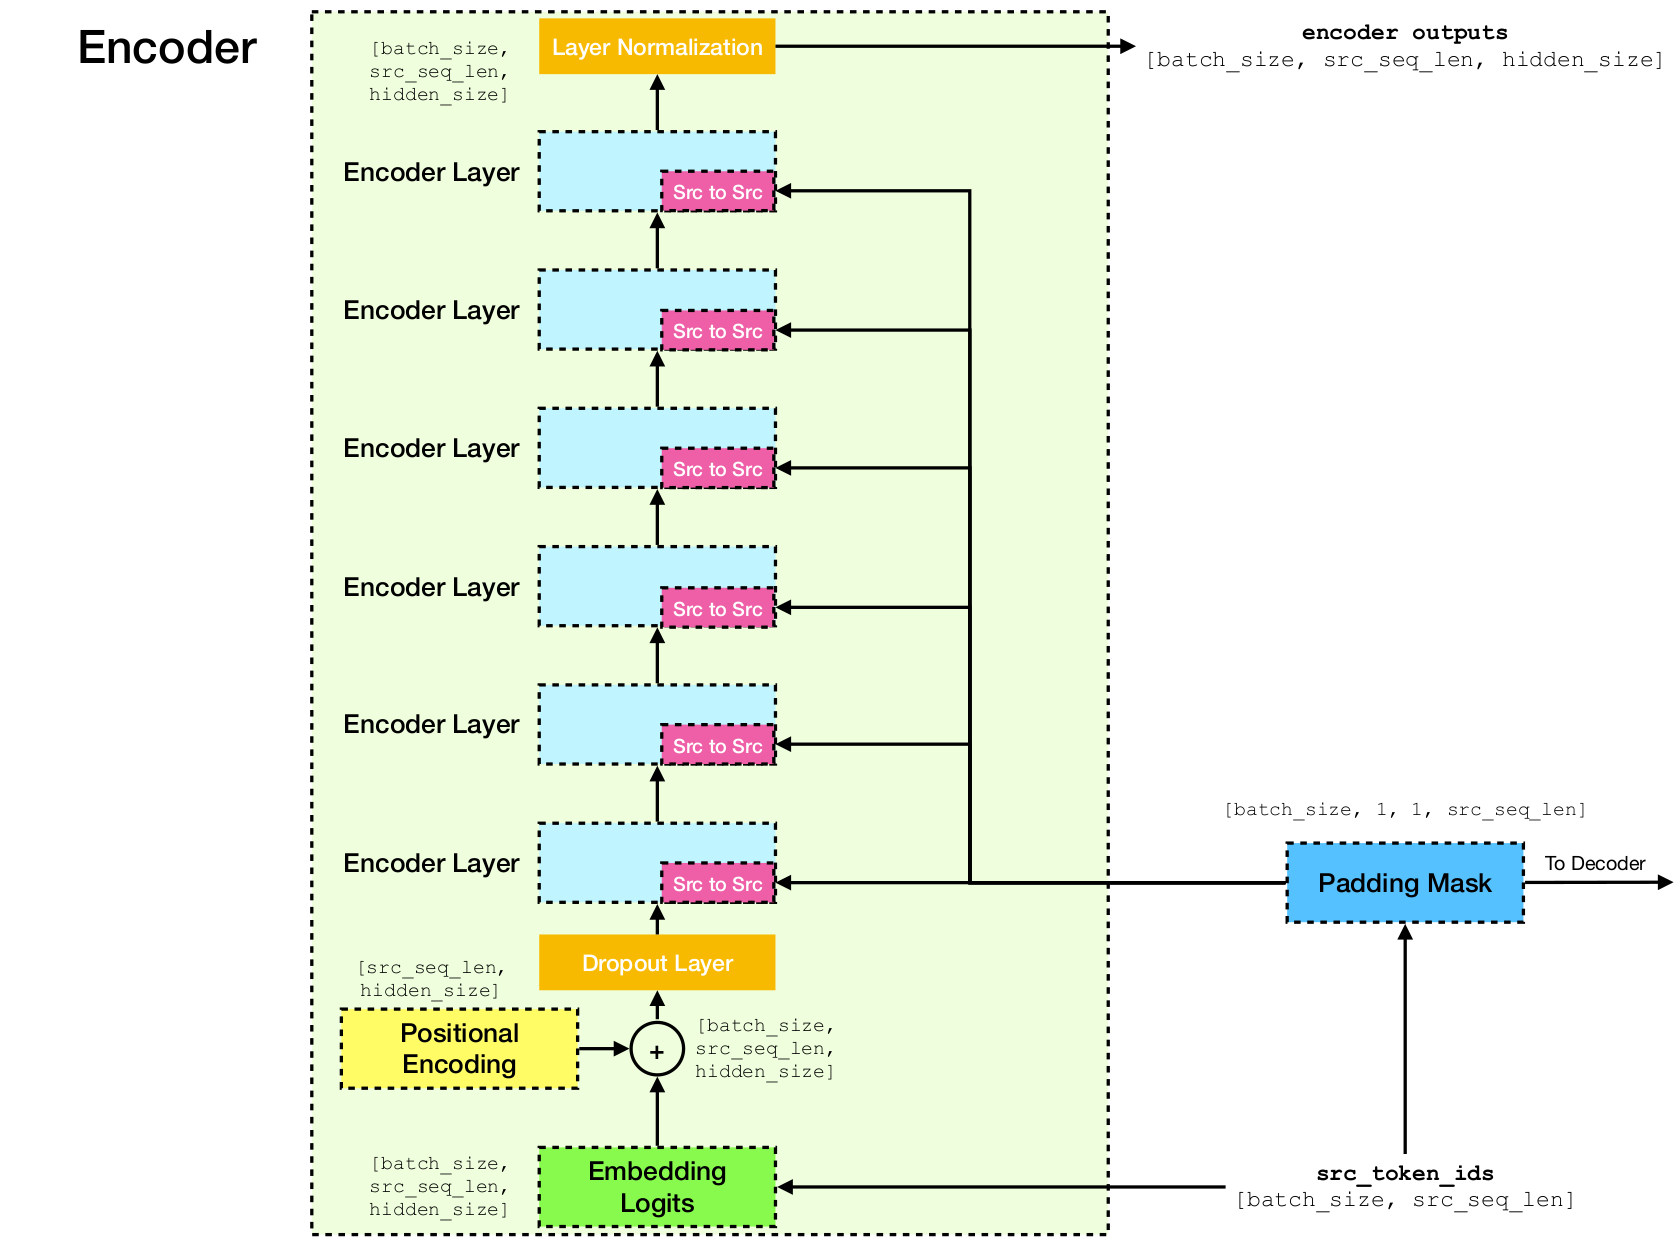 Encoder
[batch_size,
src_seq_len,
hidden_size]
Layer Normalization
encoder outputs
[batch_size, src_seq_len, hidden_size]
Encoder Layer
Src to Src
Encoder Layer
Src to Src
Encoder Layer
Src to Src
Encoder Layer
Src to Src
Encoder Layer
Src to Src
Encoder Layer
Src to Src
[batch_size, 1, 1, src_seq_len]
Padding Mask
To Decoder
Dropout Layer
[src_seq_len,
hidden_size]
Positional
Encoding
+
[batch_size,
src_seq_len,
hidden_size]
[batch_size,
src_seq_len,
hidden_size]
Embedding
Logits
src_token_ids
[batch_size, src_seq_len]